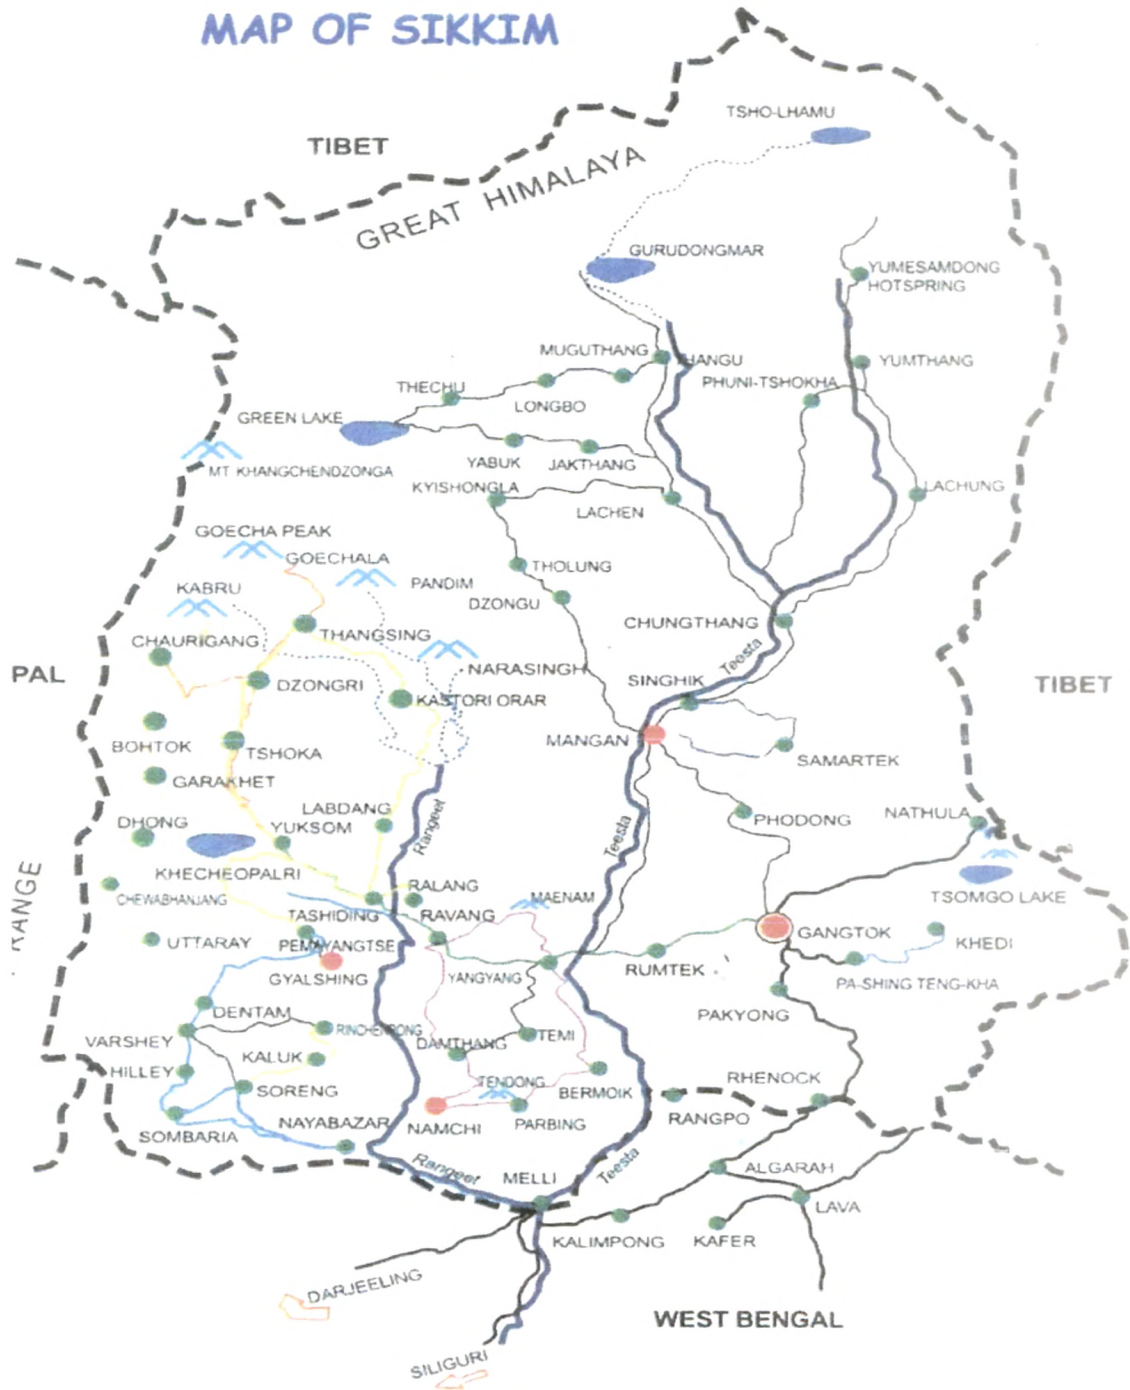 MAP OF SIKKIM
TSHO-LHAMU
TIBET
GREAT HIMALAYA
GURUDONGMAR
YUMESAMDONG
HOTSPRING
MUGUTHANG
HANGU
YUMTHANG
PHUNI-TSHOKHA
THECHU
LONGBO
GREEN LAKE
YABUK
JAKTHANG
MT KHANGCHENDZONGA
KYISHONGLA
LACHUNG
LACHEN
GOECHA PEAK
GOECHALA
THOLUNG
KABRU
PANDIM
DZONGU
CHUNGTHANG
CHAURIGANG
THANGSING
Teesta
NARASINGH
PAL
DZONGRI
SINGHIK
TIBET
KASTORI ORAR
BOHTOK
TSHOKA
MANGAN
SAMARTEK
GARAKHET
LABDANG
Rangeet
Teesta
PHODONG
NATHULA
DHONG
YUKSOM
KHECHEOPALRI
RANGE
RALANG
MAENAM
TSOMGO LAKE
CHEWABHANJANG
TASHIDING
RAVANG
GANGTOK
KHEDI
UTTARAY
PEMAYANGTSE
GYALSHING
YANGYANG
RUMTEK
PA-SHING TENG-KHA
DENTAM
PAKYONG
VARSHEY
RINCHENPONG
DAMTHANG
TEMI
HILLEY
KALUK
SORENG
TENDONG
BERMOIK
RHENOCK
RANGPO
NAYABAZAR
NAMCHI
PARBING
SOMBARIA
Rangeet
MELLI
Teesta
ALGARAH
LAVA
KALIMPONG
KAFER
DARJEELING
WEST BENGAL
SILIGURI